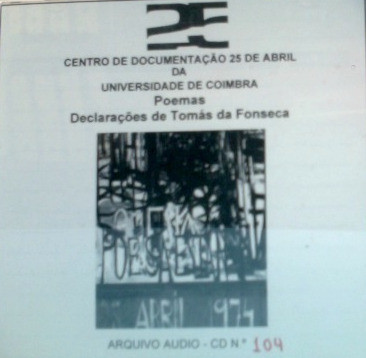 25
CENTRO DE DOCUMENTAÇÃO 25 DE ABRIL
DA
UNIVERSIDADE DE COIMBRA
Poemas
Declarações de Tomás da Fonseca
25 ABRIL 1974
ARQUIVO AUDIO - CD N° 104